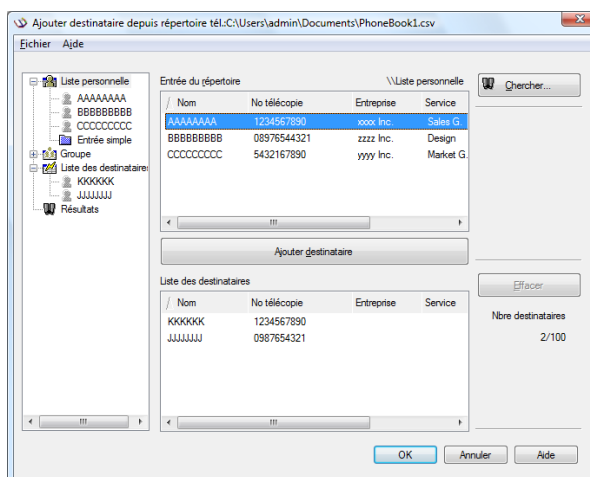 Ajouter destinataire depuis répertoire tél.:C:\Users\admin\Documents\PhoneBook1.csv
Fichier Aide
Liste personnelle
AAAAAAAA
BBBBBBBBB
CCCCCCCCC
Entrée simple
Groupe
Liste des destinataire
KKKKKK
JJJJJJJJ
Résultats
Entrée du répertoire \\Liste personnelle
/ Nom No télécopie Entreprise Service
AAAAAAAA 1234567890 xxxx Inc. Sales G.
BBBBBBBBB 08976544321 zzzz Inc. Design
CCCCCCCCC 5432167890 yyyy Inc. Market G.
Ajouter destinataire
Liste des destinataires
/ Nom No télécopie Entreprise Service
KKKKKK 1234567890
JJJJJJJJ 0987654321
Chercher...
Effacer
Nbre destinataires
2/100
OK Annuler Aide